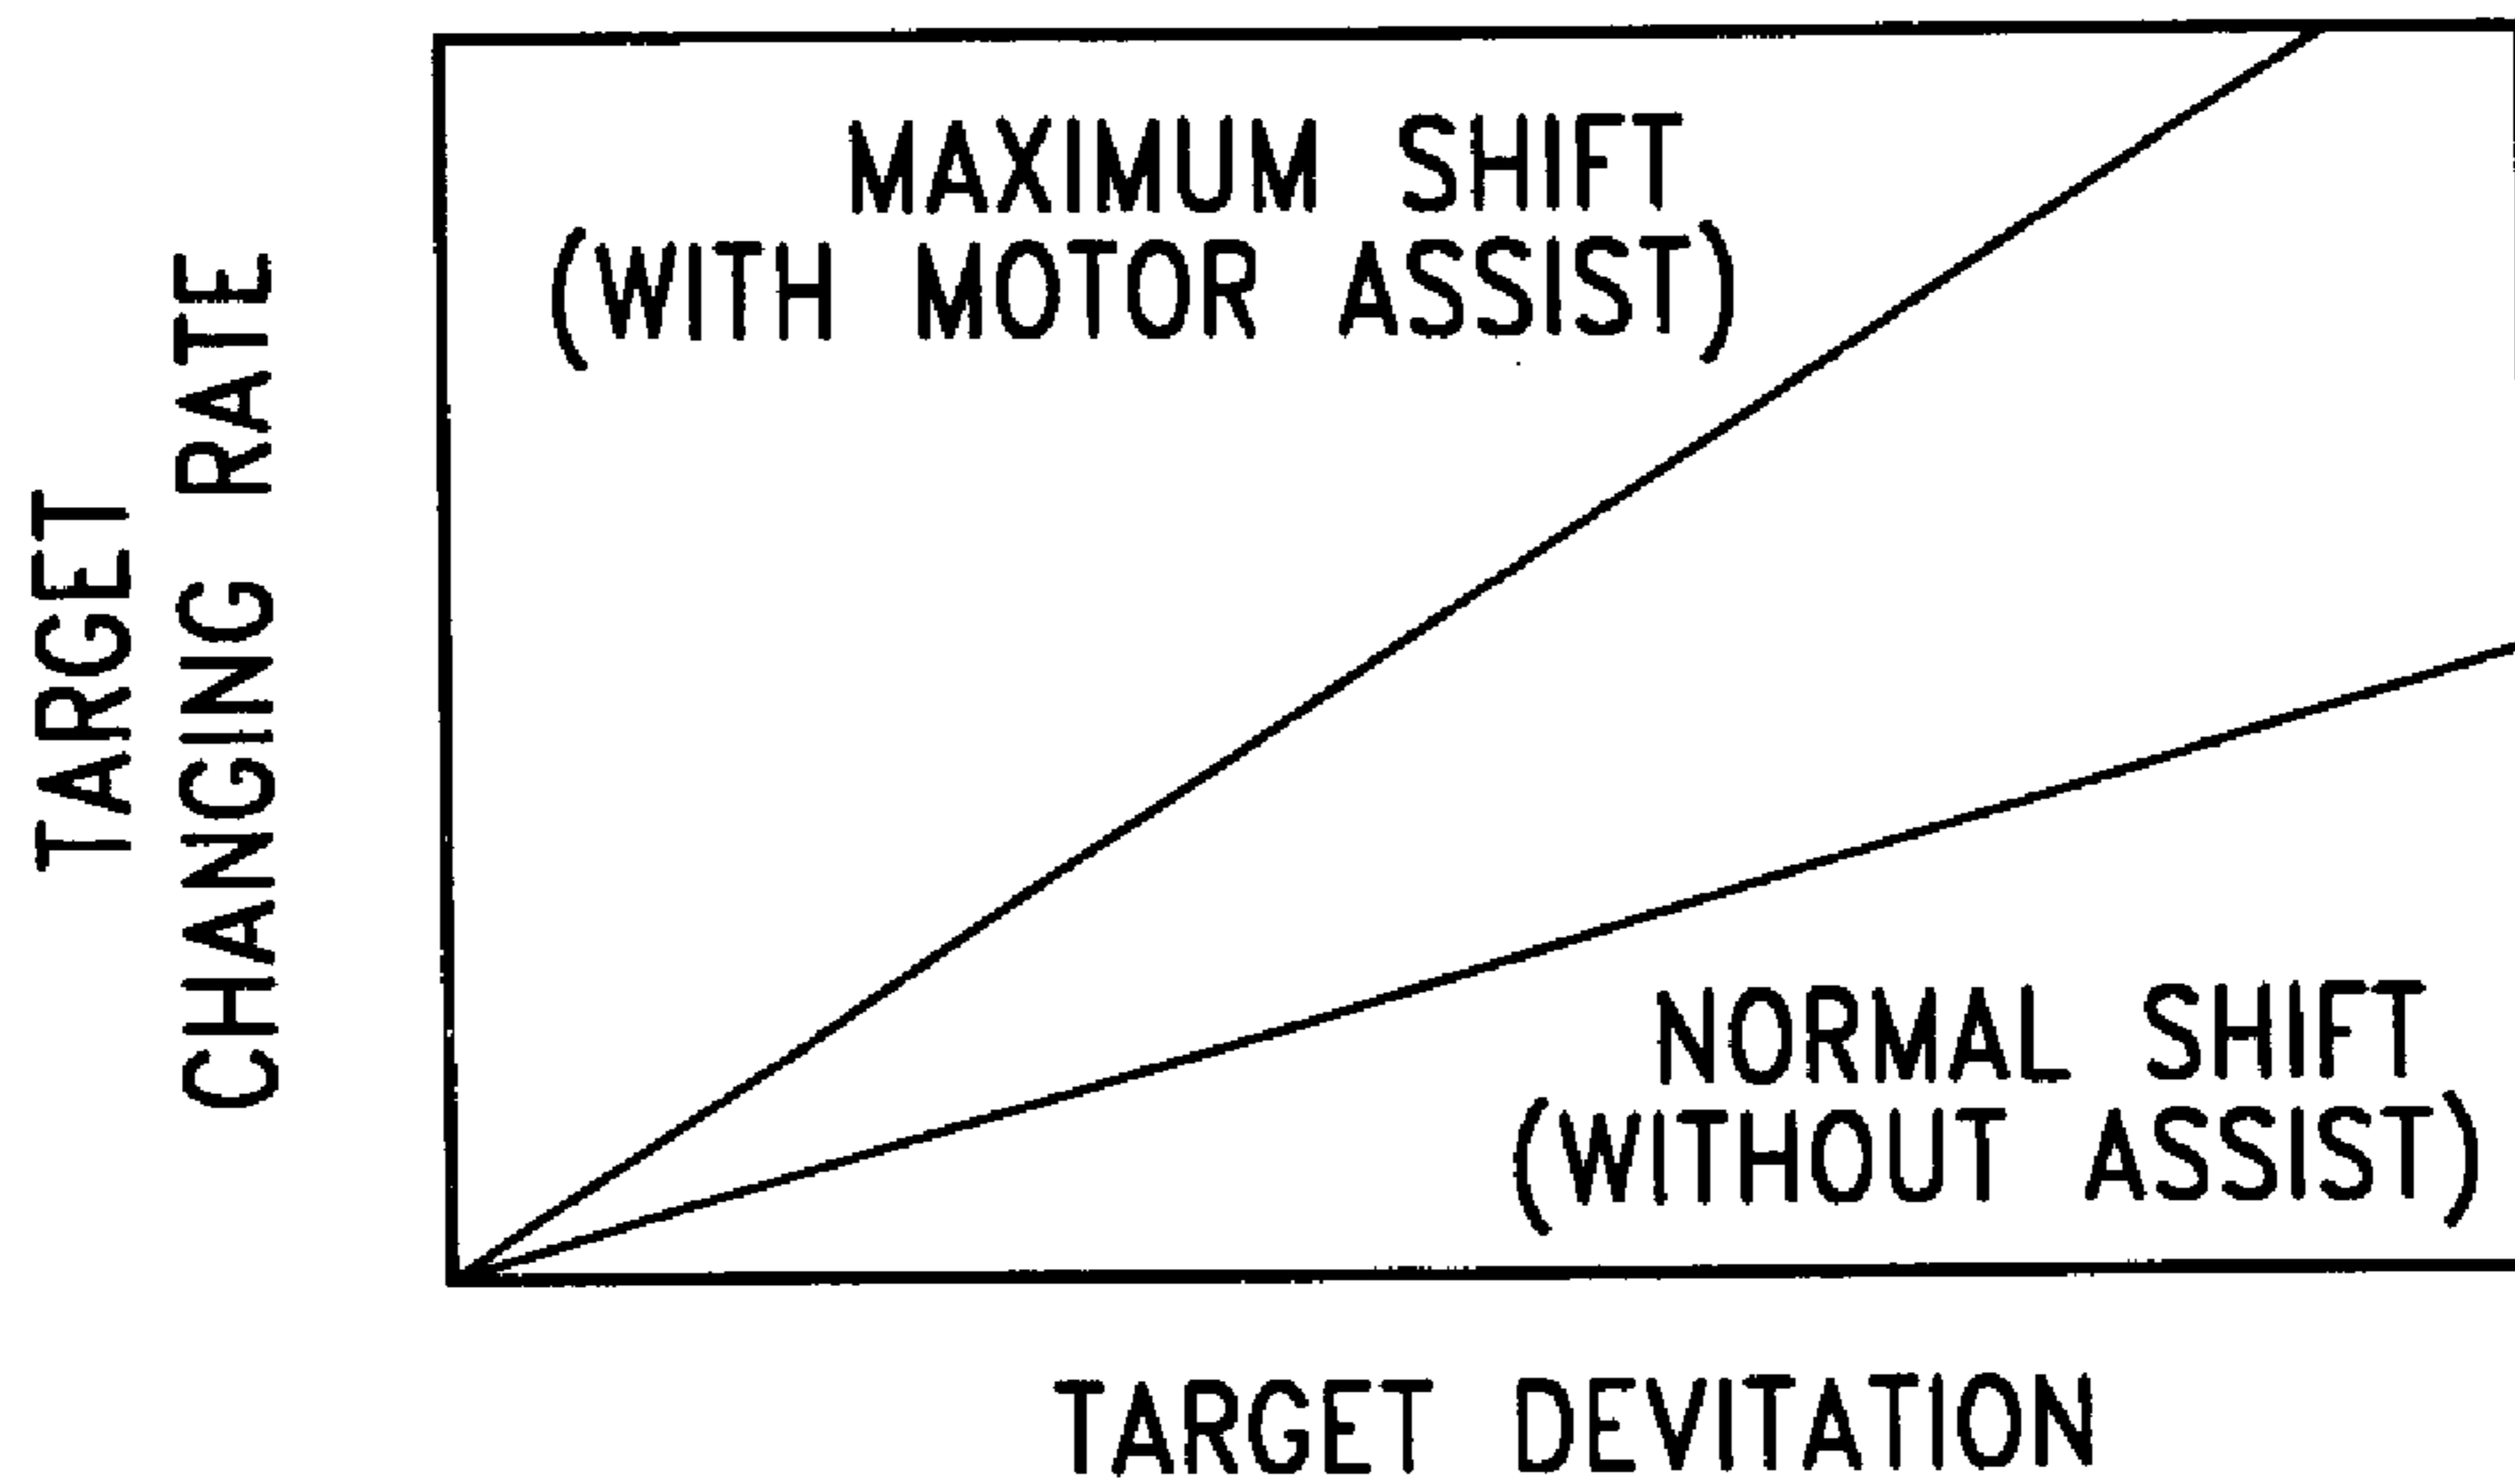 TARGET
CHANGING RATE
MAXIMUM SHIFT
(WITH MOTOR ASSIST)
NORMAL SHIFT
(WITHOUT ASSIST)
TARGET DEVITATION